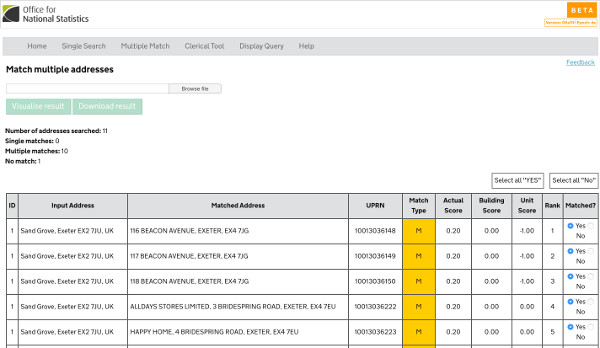 Office for
National Statistics
BETA
Home Single Search Multiple Match Clerical Tool Display Query Help
Feedback
Match multiple addresses
Browse file
Visualise result Download result
Number of addresses searched: 11
Single matches: 0
Multiple matches: 10
No match: 1
Select all "YES" Select all "No"
ID Input Address Matched Address UPRN Match Type Actual Score Building Score Unit Score Rank Matched?
1 Sand Grove, Exeter EX2 7JU, UK 116 BEACON AVENUE, EXETER, EX4 7JG 10013036148 M 0.20 0.00 -1.00 1 Yes No
1 Sand Grove, Exeter EX2 7JU, UK 117 BEACON AVENUE, EXETER, EX4 7JG 10013036149 M 0.20 0.00 -1.00 2 Yes No
1 Sand Grove, Exeter EX2 7JU, UK 118 BEACON AVENUE, EXETER, EX4 7JG 10013036150 M 0.20 0.00 -1.00 3 Yes No
1 Sand Grove, Exeter EX2 7JU, UK ALLDAYS STORES LIMITED, 3 BRIDESPRING ROAD, EXETER, EX4 7EU 10013036222 M 0.20 0.00 -1.00 4 Yes No
1 Sand Grove, Exeter EX2 7JU, UK HAPPY HOME, 4 BRIDESPRING ROAD, EXETER, EX4 7EU 10013036223 M 0.20 0.00 -1.00 5 Yes No